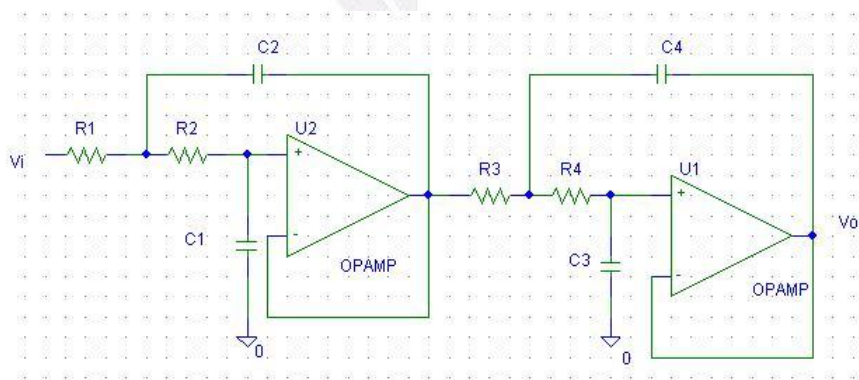 C2
C4
R1
R2
U2
Vi
+
-
C1
OPAMP
0
R3
R4
U1
+
-
Vo
C3
OPAMP
0